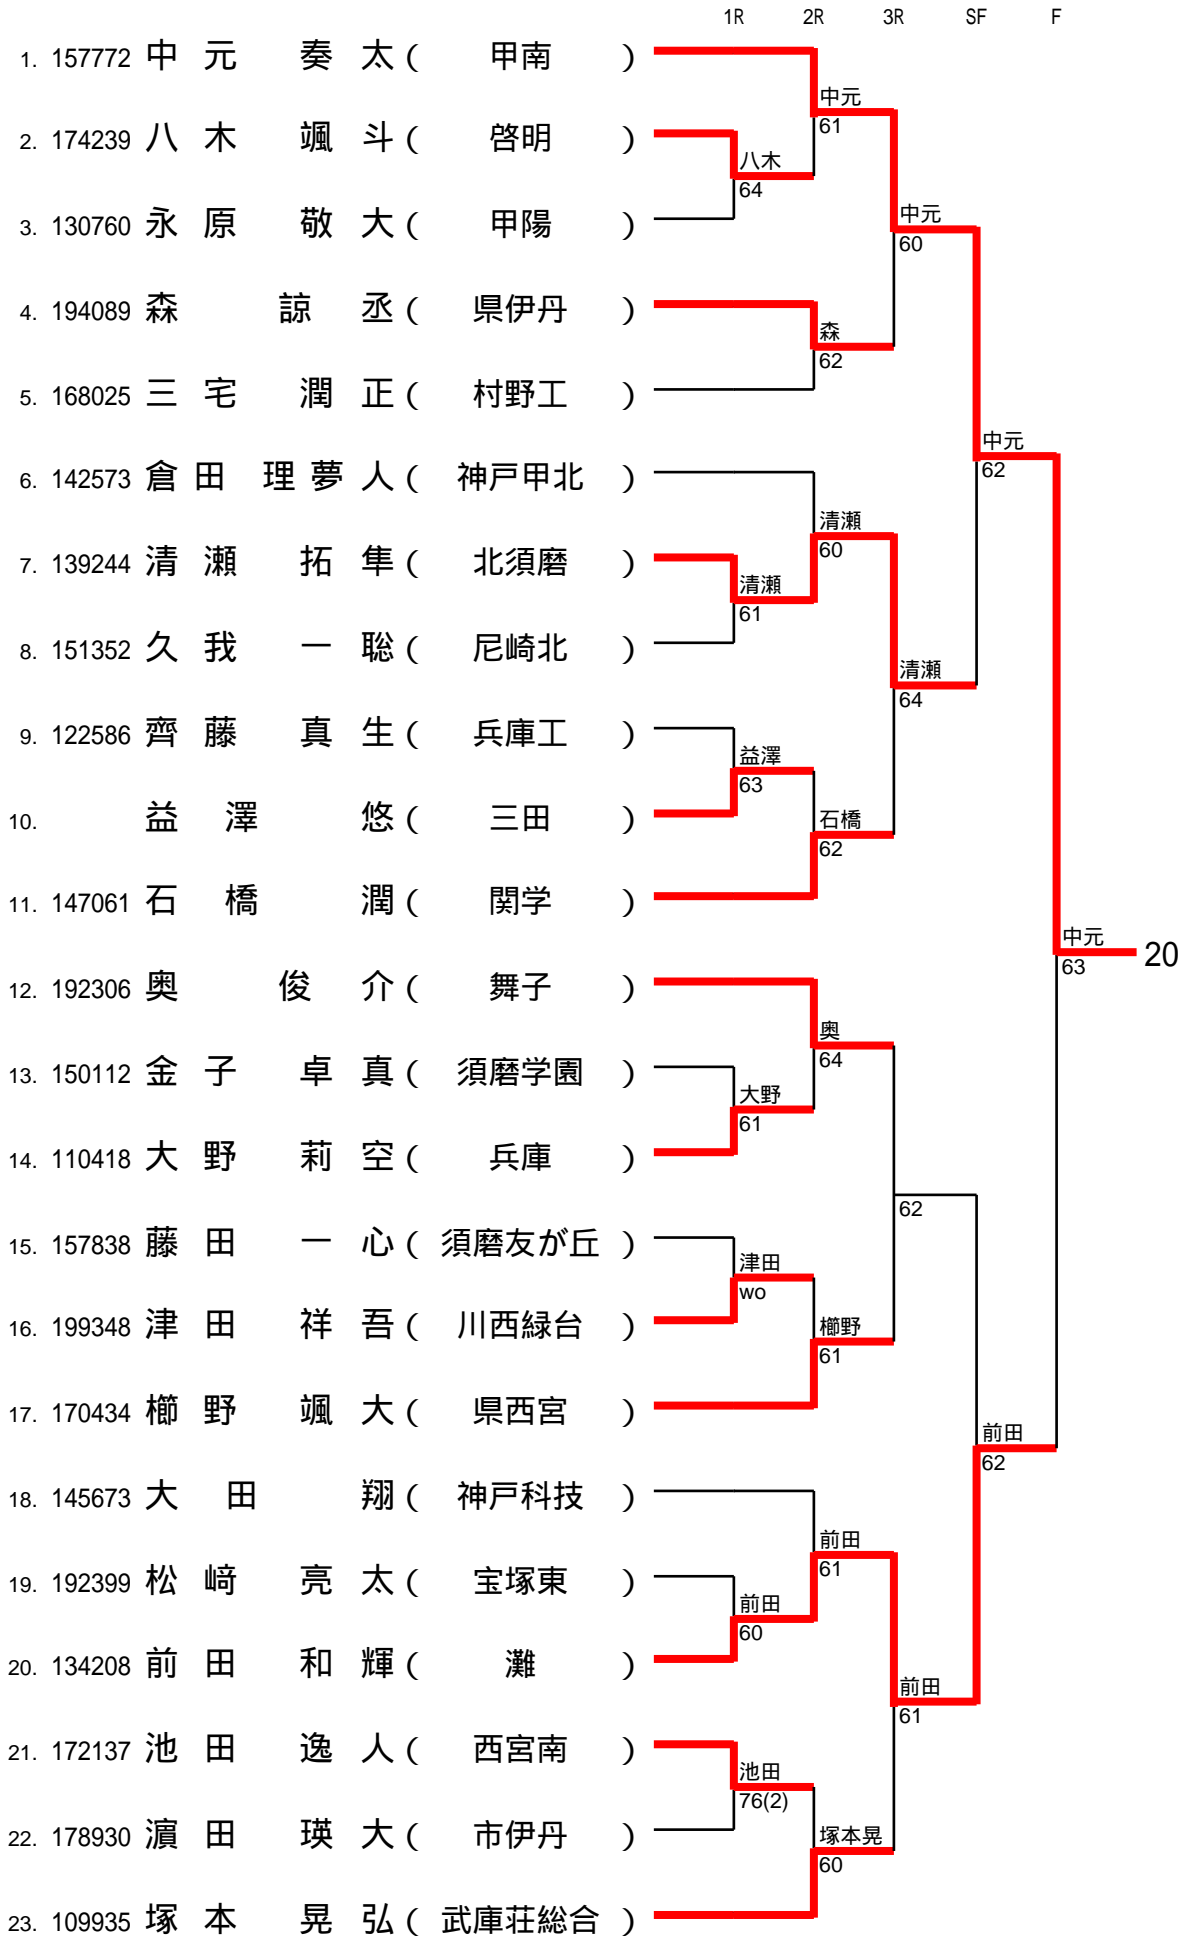 1R 2R 3R SF F
1. 157772 中元 奏太 ( 甲南 )
中元
61
2. 174239 八木 颯斗 ( 啓明 )
八木
64
3. 130760 永原 敬大 ( 甲陽 )
中元
60
4. 194089 森 諒丞 ( 県伊丹 )
森
62
5. 168025 三宅 潤正 ( 村野工 )
中元
62
6. 142573 倉田 理夢人 ( 神戸甲北 )
清瀬
60
7. 139244 清瀬 拓隼 ( 北須磨 )
清瀬
61
8. 151352 久我 一聡 ( 尼崎北 )
清瀬
64
9. 122586 齊藤 真生 ( 兵庫工 )
益澤
63
10. 益澤 悠 ( 三田 )
石橋
62
11. 147061 石橋 潤 ( 関学 )
中元
63
20
12. 192306 奥 俊介 ( 舞子 )
奥
64
13. 150112 金子 卓真 ( 須磨学園 )
大野
61
14. 110418 大野 莉空 ( 兵庫 )
62
15. 157838 藤田 一心 ( 須磨友が丘 )
津田
wo
16. 199348 津田 祥吾 ( 川西緑台 )
櫛野
61
17. 170434 櫛野 颯大 ( 県西宮 )
前田
62
18. 145673 大田 翔 ( 神戸科技 )
前田
61
19. 192399 松﨑 亮太 ( 宝塚東 )
前田
60
20. 134208 前田 和輝 ( 灘 )
前田
61
21. 172137 池田 逸人 ( 西宮南 )
池田
76(2)
22. 178930 濵田 瑛大 ( 市伊丹 )
塚本晃
60
23. 109935 塚本 晃弘 ( 武庫荘総合 )